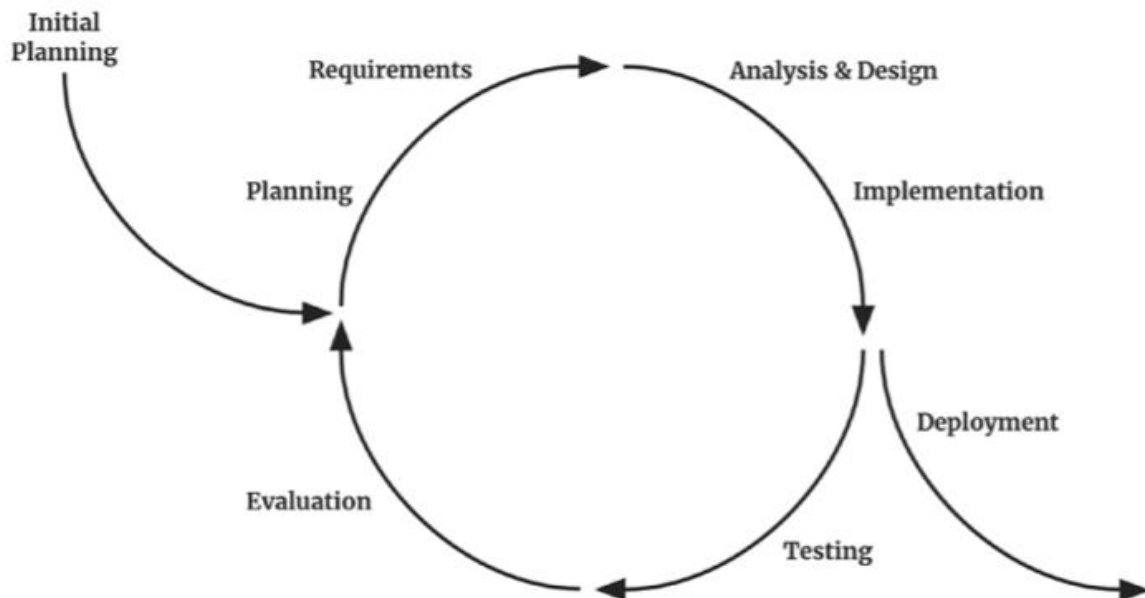 Initial
Planning
Requirements
Analysis & Design
Planning
Implementation
Deployment
Evaluation
Testing